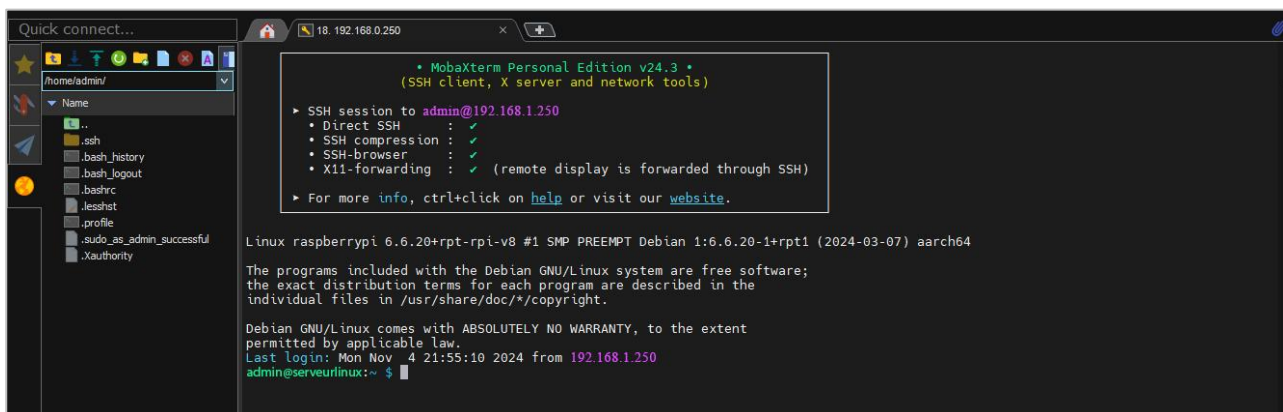 Quick connect...
18. 192.168.0.250
/home/admin/
Name
..
.ssh
.bash_history
.bash_logout
.bashrc
.lesshst
.profile
.sudo_as_admin_successful
.Xauthority
• MobaXterm Personal Edition v24.3 •
(SSH client, X server and network tools)
► SSH session to admin@192.168.1.250
• Direct SSH : ✔
• SSH compression : ✔
• SSH-browser : ✔
• X11-forwarding : ✔ (remote display is forwarded through SSH)
► For more info, ctrl+click on help or visit our website.
Linux raspberrypi 6.6.20+rpt-rpi-v8 #1 SMP PREEMPT Debian 1:6.6.20-1+rpt1 (2024-03-07) aarch64
The programs included with the Debian GNU/Linux system are free software;
the exact distribution terms for each program are described in the
individual files in /usr/share/doc/*/copyright.
Debian GNU/Linux comes with ABSOLUTELY NO WARRANTY, to the extent
permitted by applicable law.
Last login: Mon Nov  4 21:55:10 2024 from 192.168.1.250
admin@serveurlinux:~ $